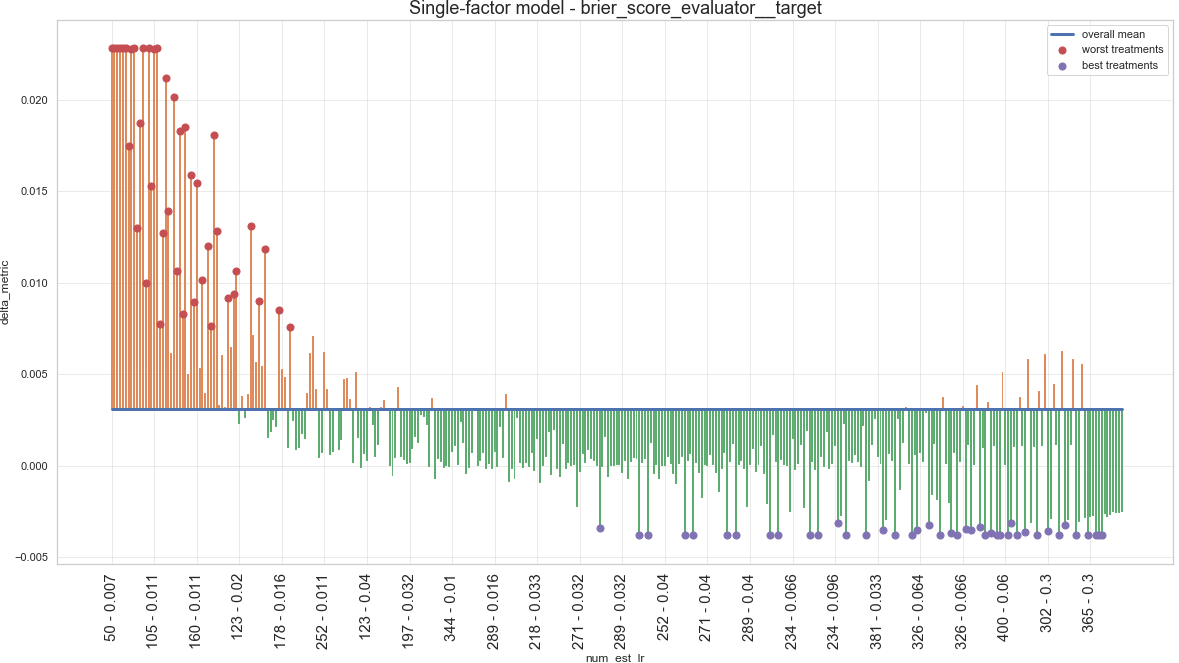 Single-factor model - brier_score_evaluator__target
overall mean
worst treatments
best treatments
delta_metric
0.020
0.015
0.010
0.005
0.000
−0.005
50 - 0.007
105 - 0.011
160 - 0.011
123 - 0.02
178 - 0.016
252 - 0.011
123 - 0.04
197 - 0.032
344 - 0.01
289 - 0.016
218 - 0.033
271 - 0.032
289 - 0.032
252 - 0.04
271 - 0.04
289 - 0.04
234 - 0.066
234 - 0.096
381 - 0.033
326 - 0.064
326 - 0.066
400 - 0.06
302 - 0.3
365 - 0.3
num_est_lr